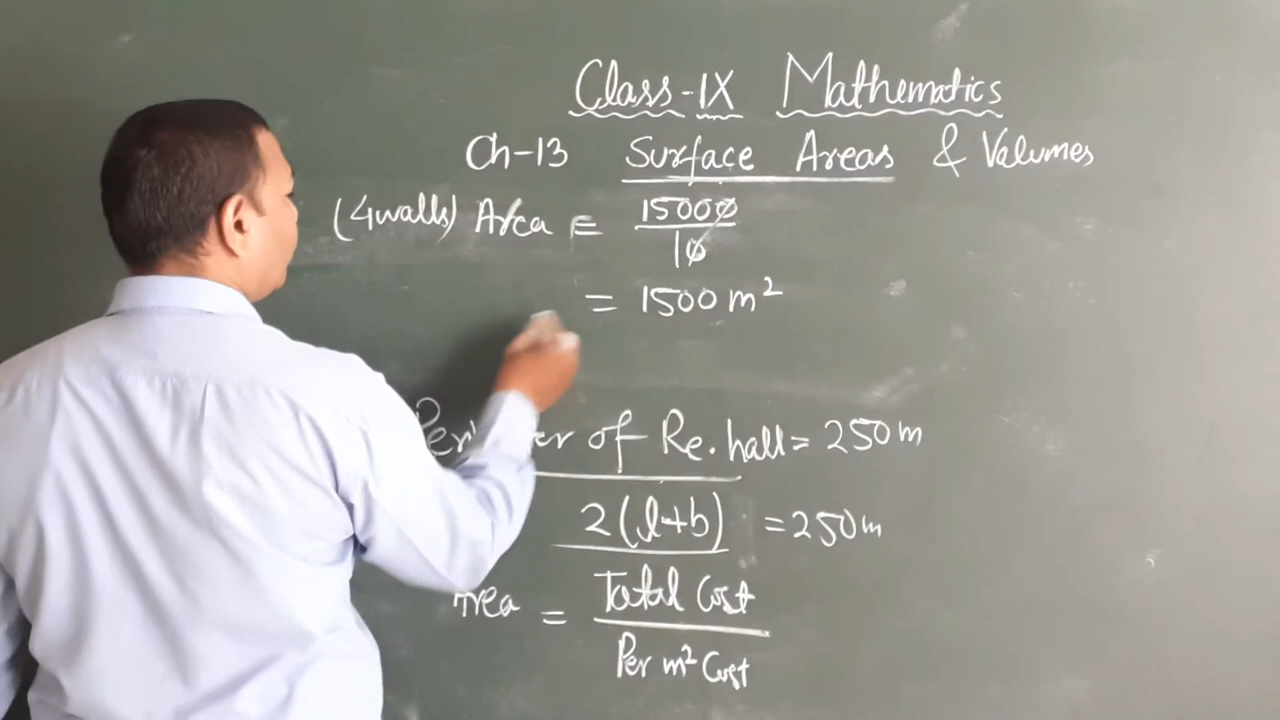 Class-IX Mathematics
Ch-13 Surface Areas & Volumes
(4walls) Area = 15000
10
= 1500 m²
of Re. hall = 250 m
2(l+b) = 250m
= Total Cost
Per m² Cost